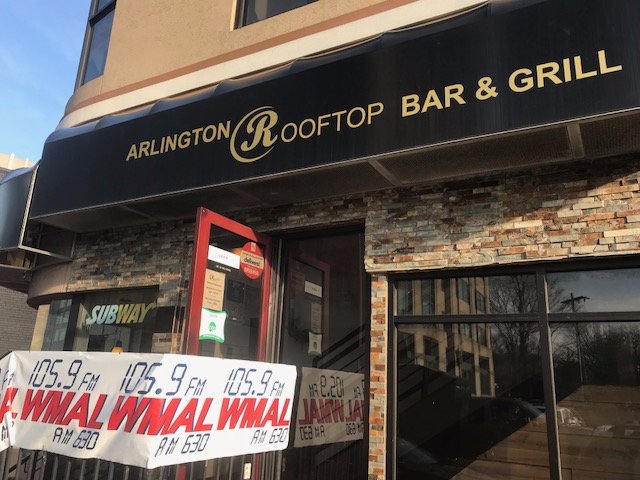 ARLINGTON ROOFTOP BAR & GRILL
SUBWAY
105.9 FM
WMAL
AM 630
105.9 FM
WMAL
AM 630
105.9 FM
WMAL
AM 630